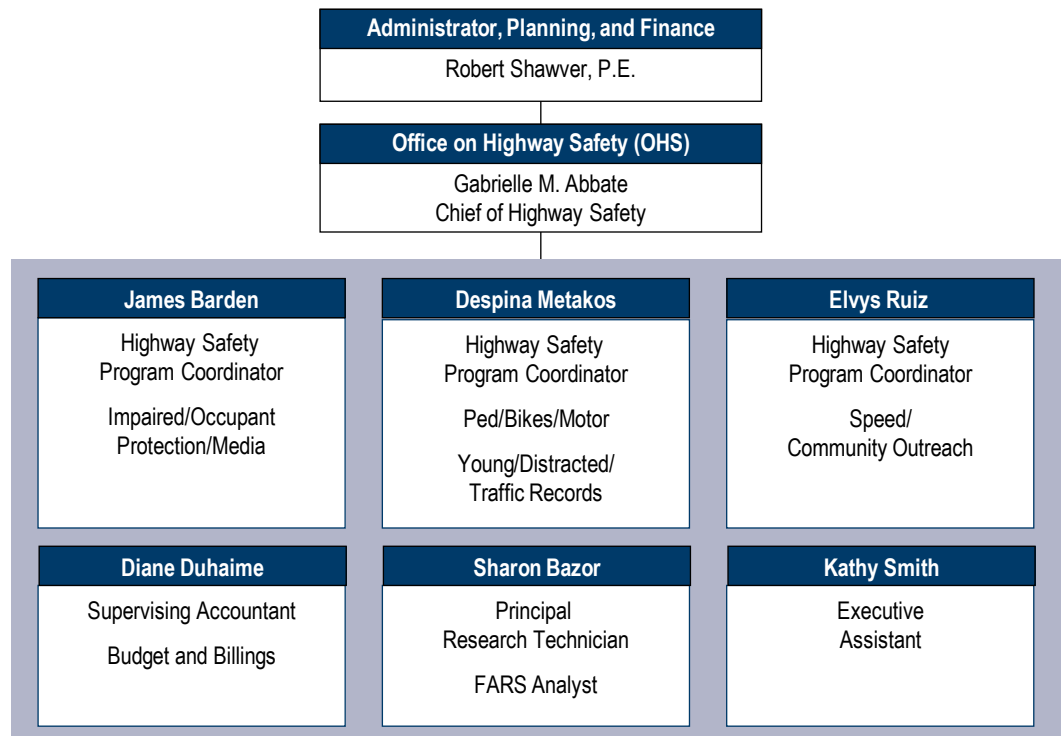 Administrator, Planning, and Finance
Robert Shawver, P.E.
Office on Highway Safety (OHS)
Gabrielle M. Abbate
Chief of Highway Safety
James Barden
Highway Safety
Program Coordinator
Impaired/Occupant
Protection/Media
Despina Metakos
Highway Safety
Program Coordinator
Ped/Bikes/Motor
Young/Distracted/
Traffic Records
Elvys Ruiz
Highway Safety
Program Coordinator
Speed/
Community Outreach
Diane Duhaime
Supervising Accountant
Budget and Billings
Sharon Bazor
Principal
Research Technician
FARS Analyst
Kathy Smith
Executive
Assistant